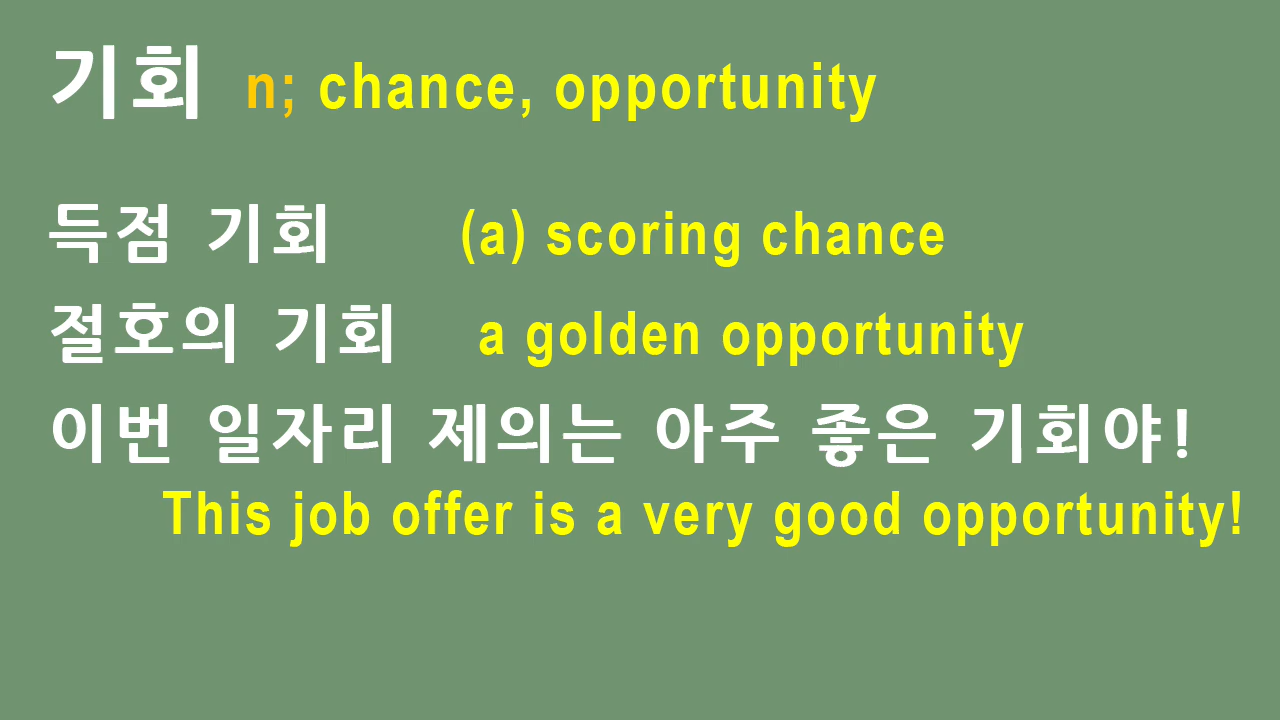 기회 n; chance, opportunity
득점 기회 (a) scoring chance
절호의 기회 a golden opportunity
이번 일자리 제의는 아주 좋은 기회야!
This job offer is a very good opportunity!